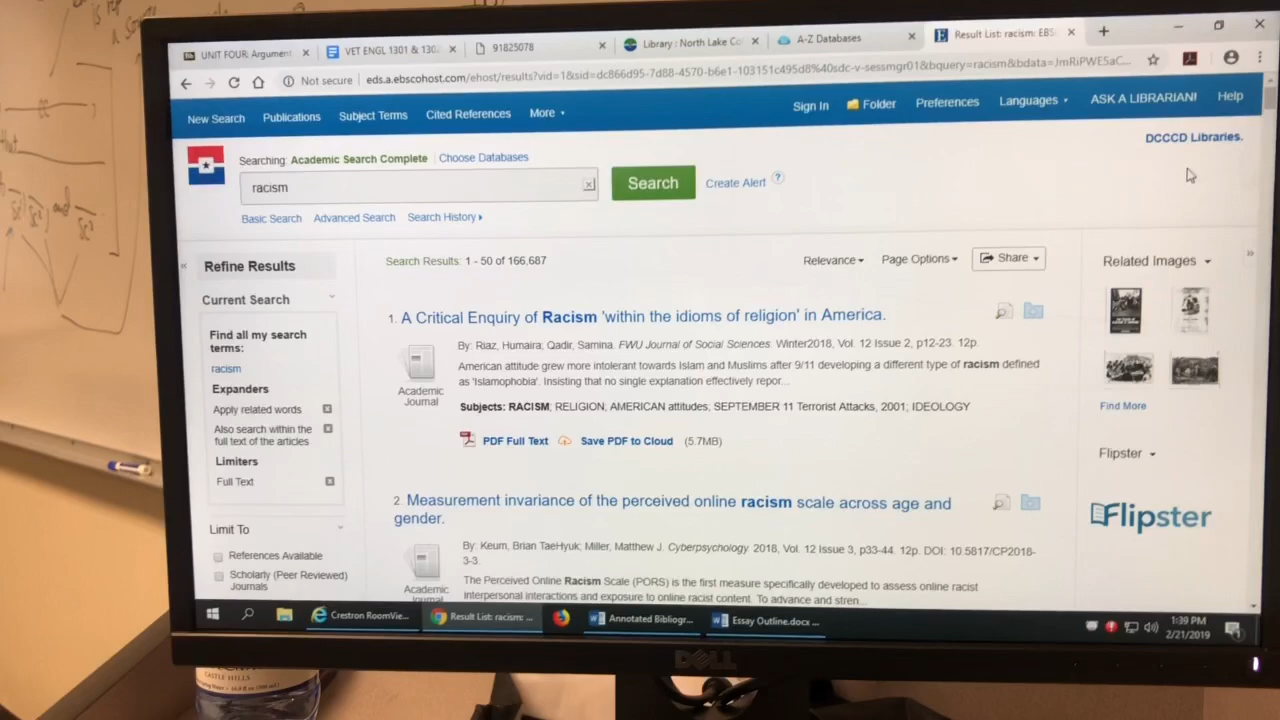 is rep
a sour
that
and
UNIT FOUR: Argument
VET ENGL 1301 & 1302
91825078
Library : North Lake Co
A-Z Databases
Result List: racism: EBS
Not secure
eds.a.ebscohost.com/ehost/results?vid=1&sid=dc866d95-7d88-4570-b6e1-103151c495d8%40sdc-v-sessmgr01&bquery=racism&bdata=JmRiPWE5aC...
New Search
Publications
Subject Terms
Cited References
More
Sign In
Folder
Preferences
Languages
ASK A LIBRARIAN!
Help
DCCCD Libraries.
Searching: Academic Search Complete | Choose Databases
racism
Search
Create Alert
?
Basic Search
Advanced Search
Search History
Refine Results
Current Search
Find all my search
terms:
racism
Expanders
Apply related words
Also search within the
full text of the articles
Limiters
Full Text
Limit To
References Available
Scholarly (Peer Reviewed)
Journals
Search Results: 1 - 50 of 166,687
Relevance
Page Options
Share
1. A Critical Enquiry of Racism 'within the idioms of religion' in America.
By: Riaz, Humaira; Qadir, Samina. FWU Journal of Social Sciences. Winter2018, Vol. 12 Issue 2, p12-23. 12p.
American attitude grew more intolerant towards Islam and Muslims after 9/11 developing a different type of racism defined
as 'Islamophobia'. Insisting that no single explanation effectively repor...
Academic
Journal
Subjects: RACISM; RELIGION; AMERICAN attitudes; SEPTEMBER 11 Terrorist Attacks, 2001; IDEOLOGY
PDF Full Text
Save PDF to Cloud
(5.7MB)
2. Measurement invariance of the perceived online racism scale across age and
gender.
By: Keum, Brian TaeHyuk; Miller, Matthew J. Cyberpsychology. 2018, Vol. 12 Issue 3, p33-44. 12p. DOI: 10.5817/CP2018-
3-3.
The Perceived Online Racism Scale (PORS) is the first measure specifically developed to assess online racist
interpersonal interactions and exposure to online racist content. To advance and stren...
Academic
Journal
Related Images
Find More
Flipster
Flipster
Crestron RoomVie...
Result List: racism: ...
Annotated Bibliogr...
Essay Outline.docx ...
1:39 PM
2/21/2019
DELL
CASTLE HILLS